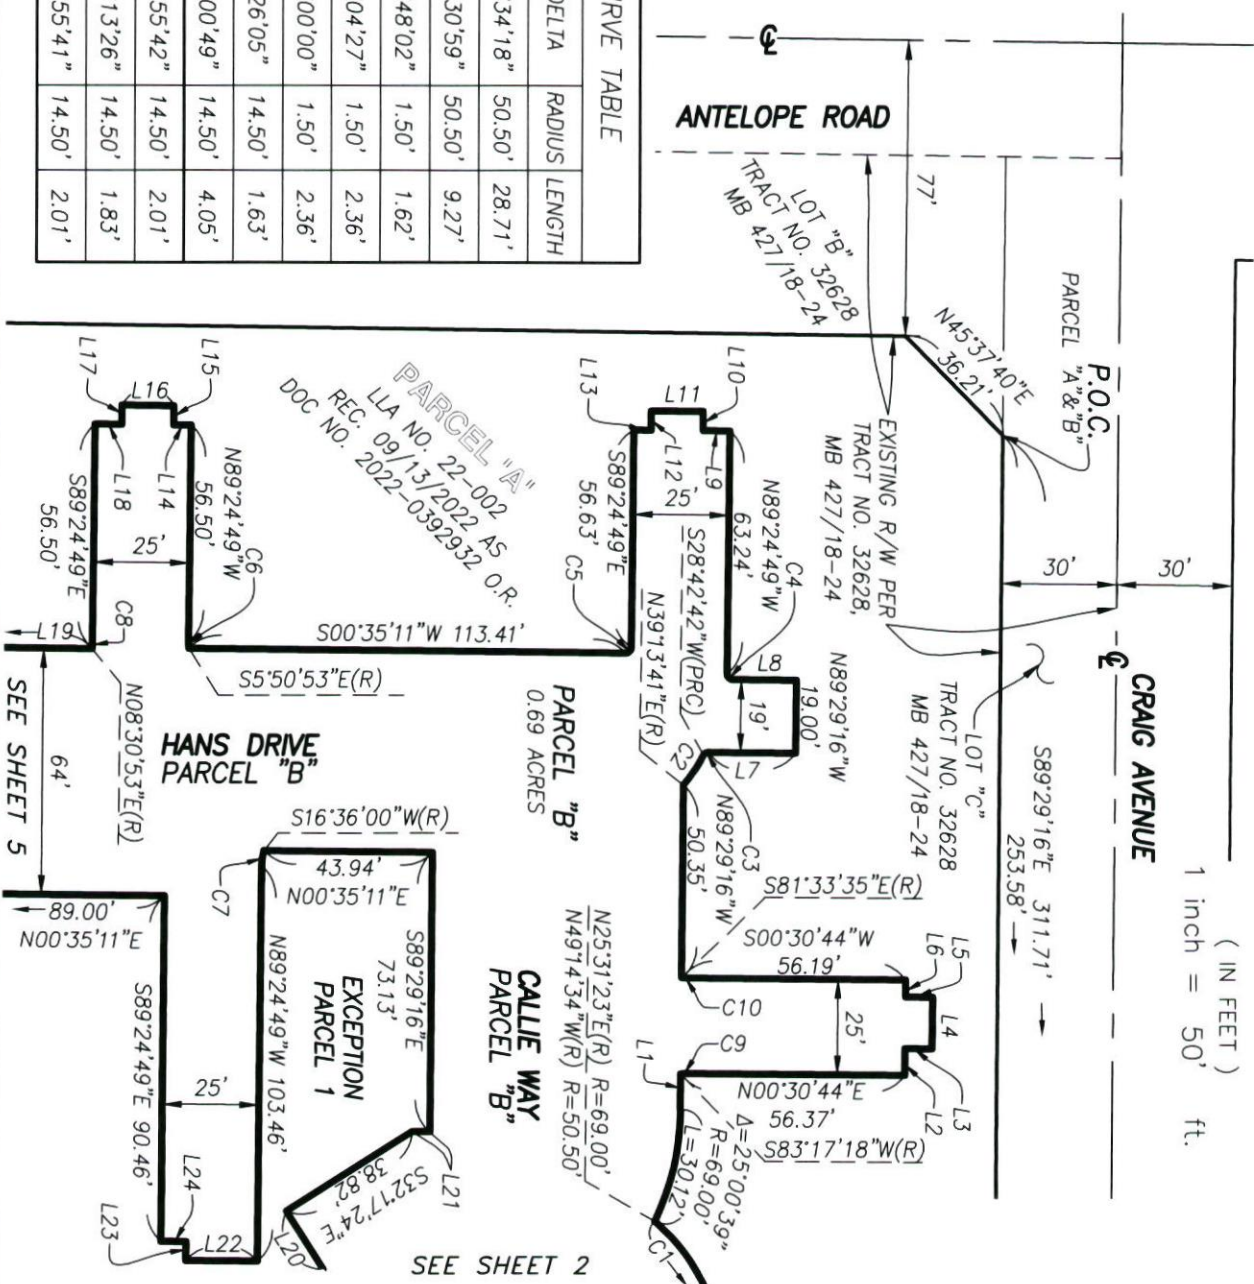 RVE TABLE
DELTA RADIUS LENGTH
34'18" 50.50' 28.71'
30'59" 50.50' 9.27'
48'02" 1.50' 1.62'
04'27" 1.50' 2.36'
00'00" 1.50' 2.36'
26'05" 14.50' 1.63'
00'49" 14.50' 4.05'
55'42" 14.50' 2.01'
13'26" 14.50' 1.83'
55'41" 14.50' 2.01'
℄
ANTELOPE ROAD
77'
LOT "B"
TRACT NO. 32628
MB 427/18-24
N45°37'40"E
36.21'
P.O.C.
PARCEL "A"&"B"
30'
30'
℄ CRAIG AVENUE
( IN FEET )
1 inch = 50' ft.
EXISTING R/W PER
TRACT NO. 32628,
MB 427/18-24
LOT "C"
TRACT NO. 32628
MB 427/18-24
S89°29'16"E 311.71'
253.58'
PARCEL "A"
LLA NO. 22-002
REC. 09/13/2022 AS
DOC NO. 2022-0392932 O.R.
L17
L16
L15
L14
L18
N89°24'49"W
56.50'
C6
25'
S89°24'49"E
56.50'
C8
L19
L13
L11
L10
L12
L9
25'
S89°24'49"E
56.63'
C5
N89°24'49"W
63.24'
C4
S28°42'42"W(PRC)
N39°13'41"E(R)
L8
19'
N89°29'16"W
19.00'
L7
C2
C3
N89°29'16"W
50.35'
S00°35'11"W 113.41'
S5°50'53"E(R)
N08°30'53"E(R)
SEE SHEET 5
64'
HANS DRIVE
PARCEL "B"
PARCEL "B"
0.69 ACRES
S16°36'00"W(R)
43.94'
N00°35'11"E
C7
89.00'
N00°35'11"E
S81°33'35"E(R)
S00°30'44"W
56.19'
L6
L5
L4
L3
L2
C10
25'
C9
L1
N00°30'44"E
56.37'
S83°17'18"W(R)
Δ=25°00'39"
R=69.00'
L=30.12'
C1
N25°31'23"E(R) R=69.00'
N49°14'34"W(R) R=50.50'
CALLIE WAY
PARCEL "B"
S89°29'16"E
73.13'
EXCEPTION
PARCEL 1
N89°24'49"W 103.46'
25'
S89°24'49"E 90.46'
L24
L23
L22
L21
S32°17'24"E
38.82'
L20
SEE SHEET 2